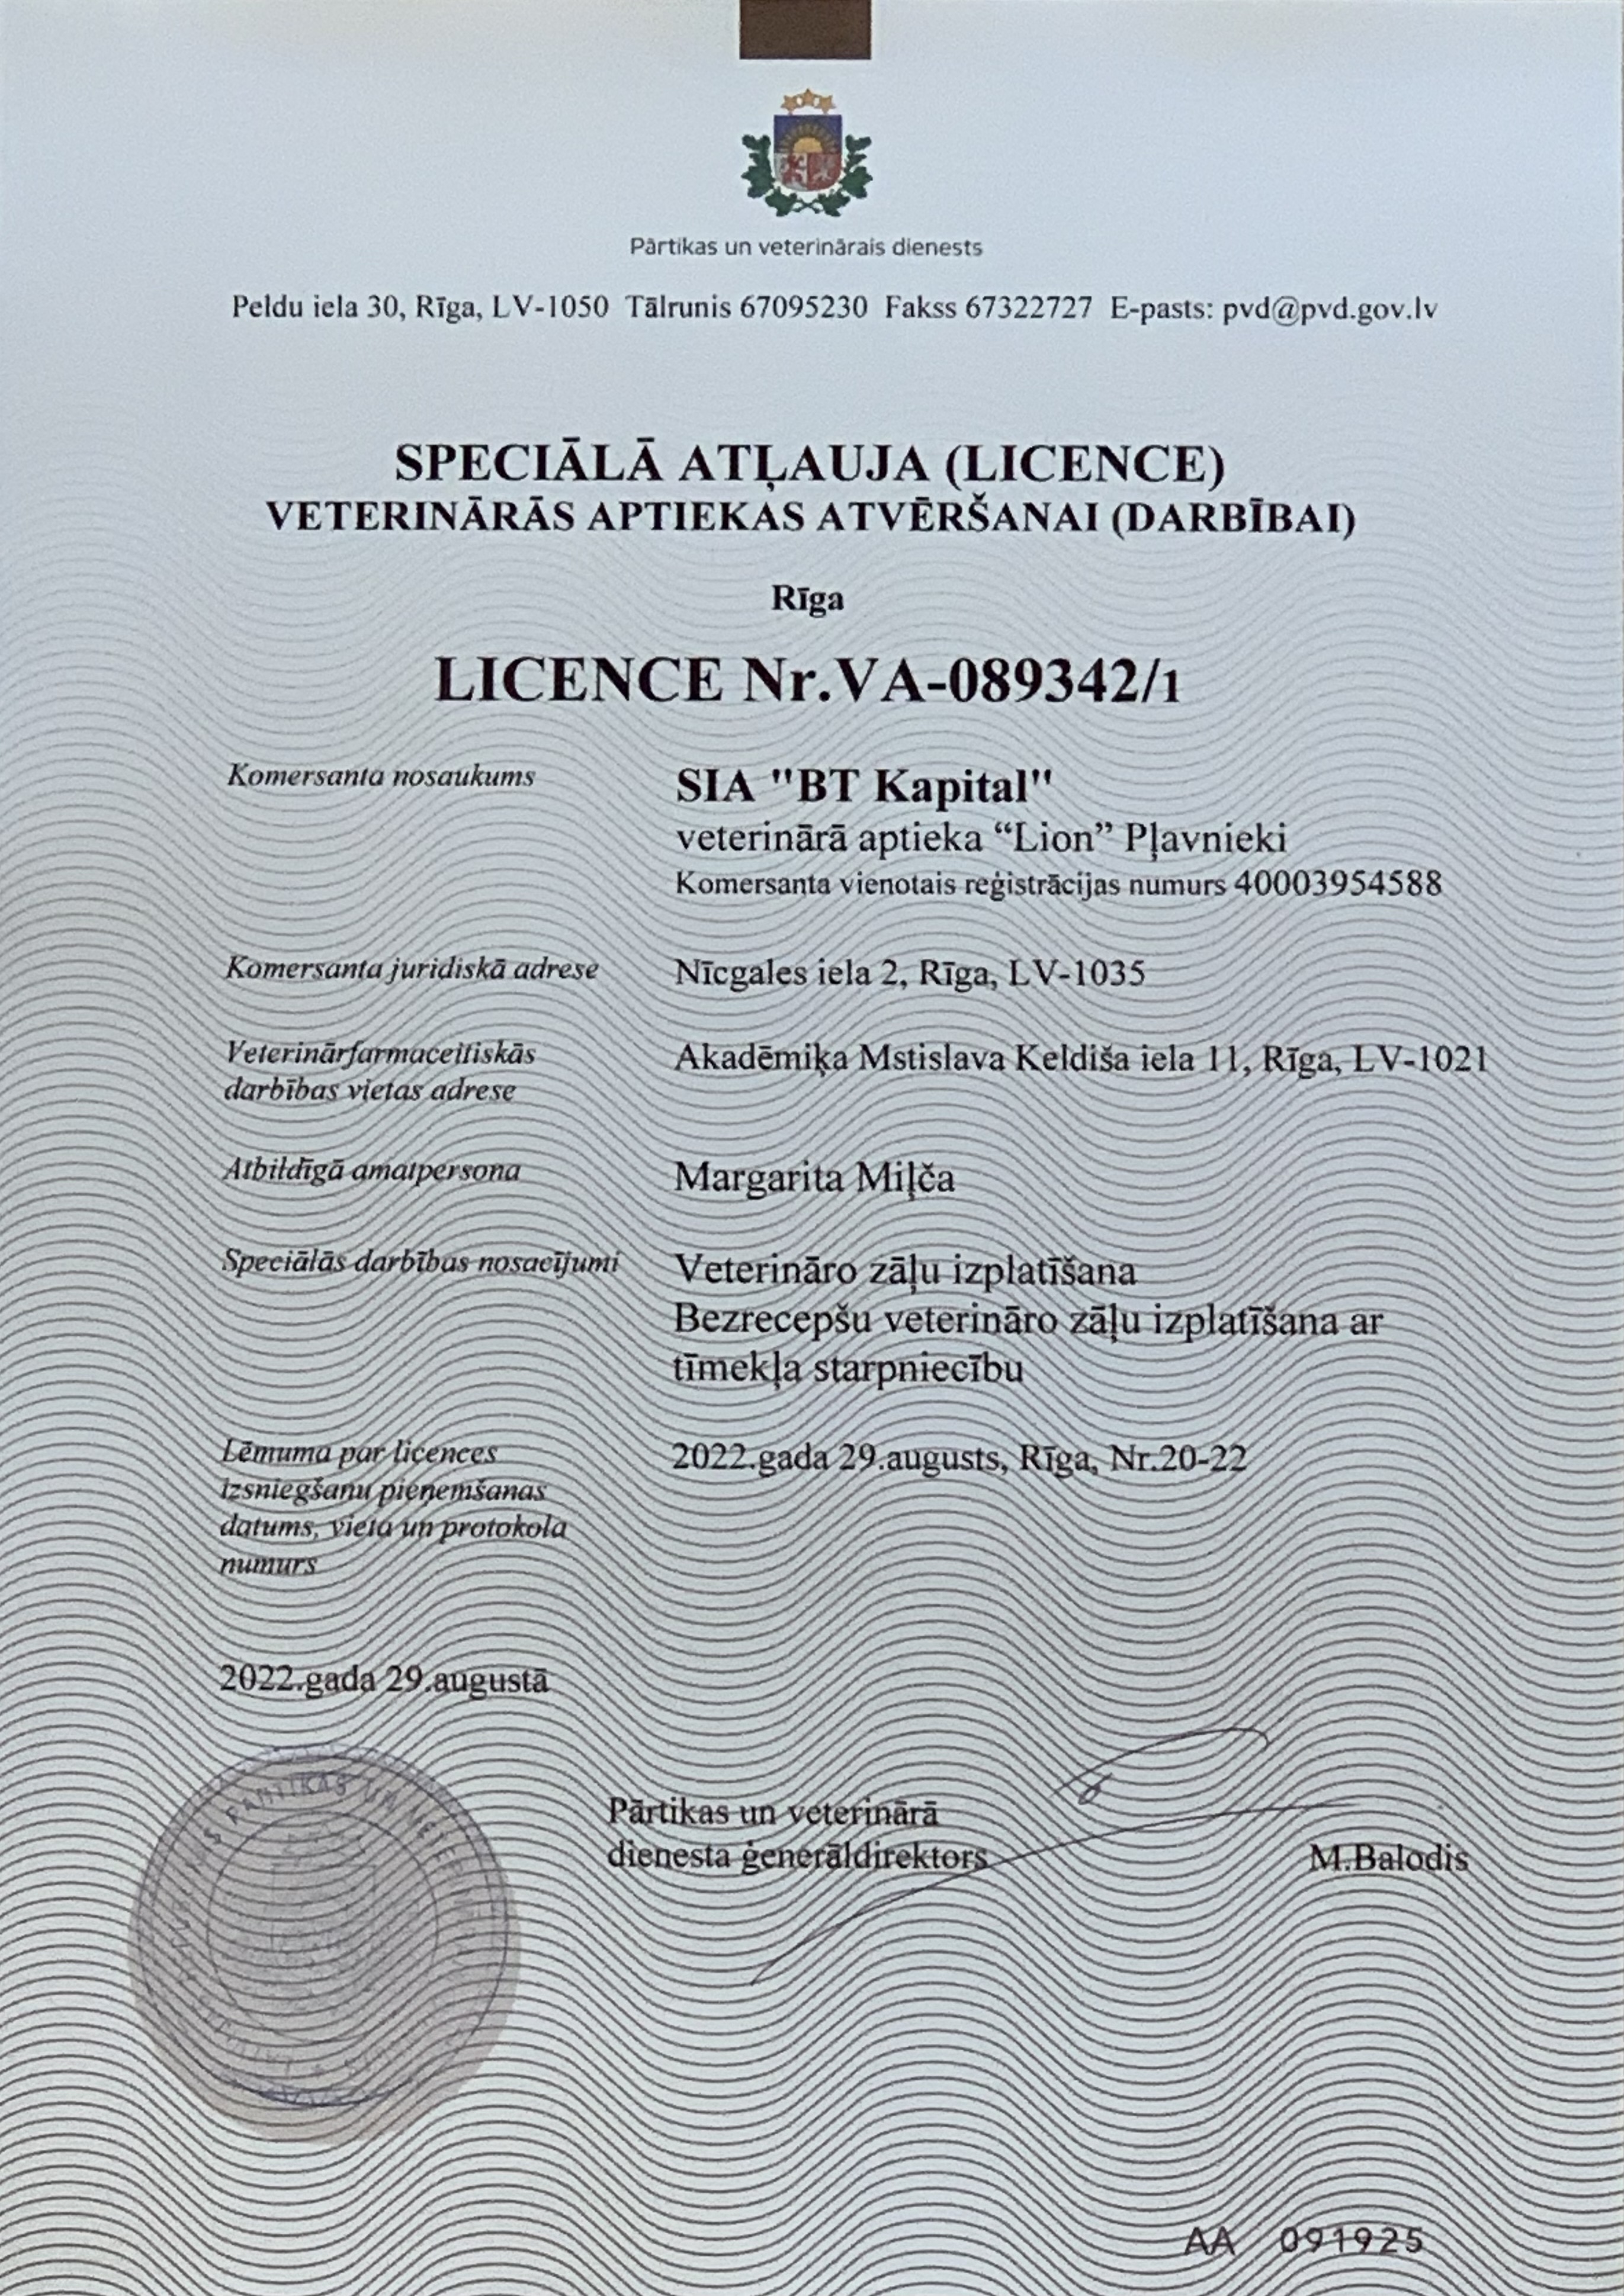 Pārtikas un veterinārais dienests
Peldu iela 30, Rīga, LV-1050 Tālrunis 67095230 Fakss 67322727 E-pasts: pvd@pvd.gov.lv
SPECIĀLĀ ATĻAUJA (LICENCE)
VETERINĀRĀS APTIEKAS ATVĒRŠANAI (DARBĪBAI)
Rīga
LICENCE Nr.VA-089342/1
Komersanta nosaukums
SIA "BT Kapital"
veterinārā aptieka “Lion” Pļavnieki
Komersanta vienotais reģistrācijas numurs 40003954588
Komersanta juridiskā adrese
Nīcgales iela 2, Rīga, LV-1035
Veterinārfarmaceitiskās
darbības vietas adrese
Akadēmiķa Mstislava Keldiša iela 11, Rīga, LV-1021
Atbildīgā amatpersona
Margarita Miļča
Speciālās darbības nosacījumi
Veterināro zāļu izplatīšana
Bezrecepšu veterināro zāļu izplatīšana ar
tīmekļa starpniecību
Lēmuma par licences
izsniegšanu pieņemšanas
datums, vieta un protokola
numurs
2022.gada 29.augusts, Rīga, Nr.20-22
2022.gada 29.augustā
PĀRTIKAS UN
Pārtikas un veterinārā
dienesta ģenerāldirektors
M.Balodis
AA 091925